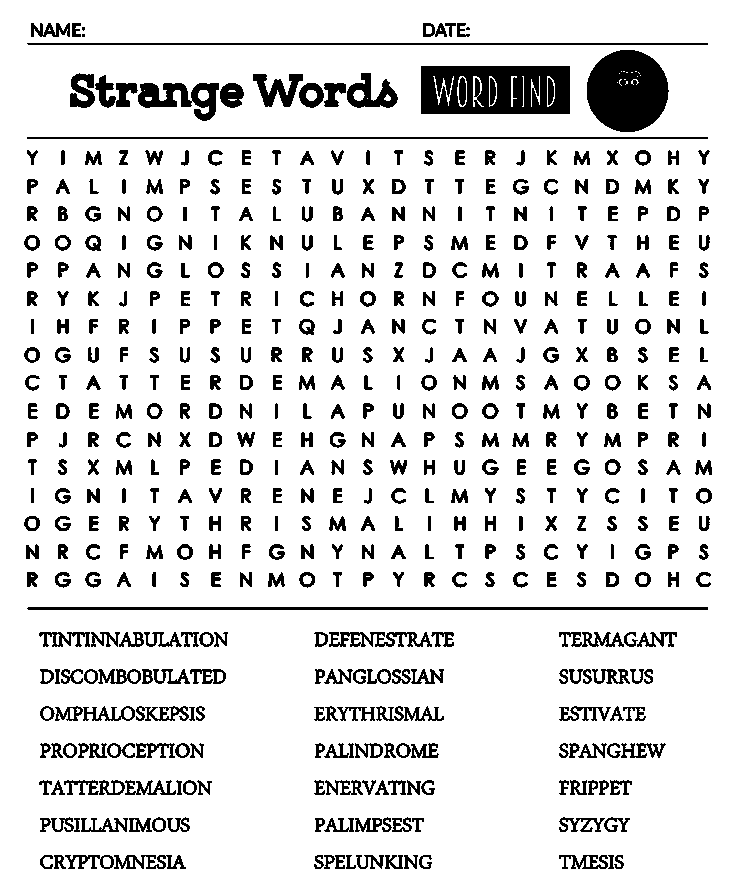 NAME: DATE:
Strange Words WORD FIND
Y I M Z W J C E T A V I T S E R J K M X O H Y
P A L I M P S E S T U X D T T E G C N D M K Y
R B G N O I T A L U B A N N I T N I T E P D P
O O Q I G N I K N U L E P S M E D F V T H E U
P P A N G L O S S I A N Z D C M I T R A A F S
R Y K J P E T R I C H O R N F O U N E L L E I
I H F R I P P E T Q J A N C T N V A T U O N L
O G U F S U S U R R U S X J A A J G X B S E L
C T A T T E R D E M A L I O N M S A O O K S A
E D E M O R D N I L A P U N O O T M Y B E T N
P J R C N X D W E H G N A P S M M R Y M P R I
T S X M L P E D I A N S W H U G E E G O S A M
I G N I T A V R E N E J C L M Y S T Y C I T O
O G E R Y T H R I S M A L I H H I X Z S S E U
N R C F M O H F G N Y N A L T P S C Y I G P S
R G G A I S E N M O T P Y R C S C E S D O H C
TINTINNABULATION DEFENESTRATE TERMAGANT
DISCOMBOBULATED PANGLOSSIAN SUSURRUS
OMPHALOSKEPSIS ERYTHRISMAL ESTIVATE
PROPRIOCEPTION PALINDROME SPANGHEW
TATTERDEMALION ENERVATING FRIPPET
PUSILLANIMOUS PALIMPSEST SYZYGY
CRYPTOMNESIA SPELUNKING TMESIS